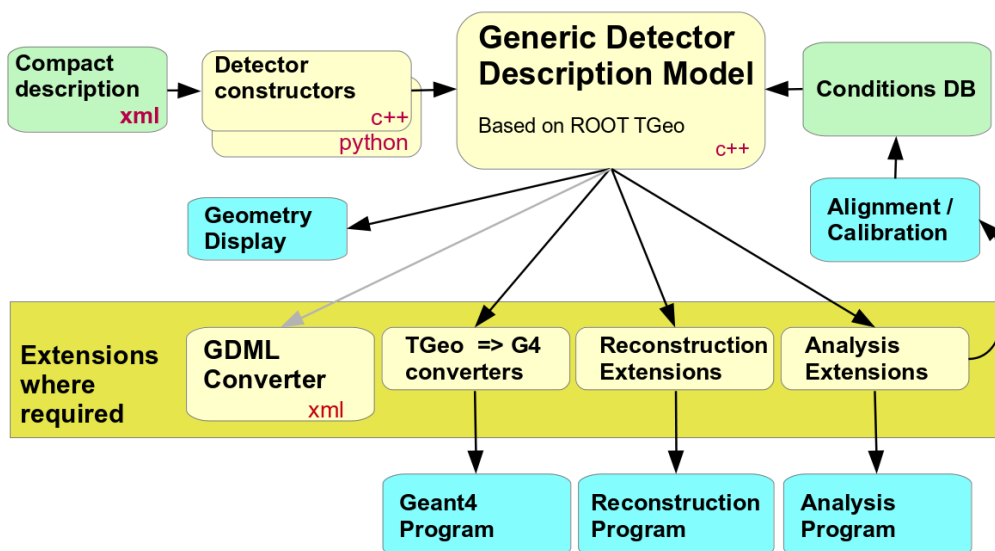 Compact
description
xml
Detector
constructors
c++
python
Generic Detector
Description Model
Based on ROOT TGeo
c++
Conditions DB
Geometry
Display
Alignment /
Calibration
Extensions
where
required
GDML
Converter
xml
TGeo => G4
converters
Reconstruction
Extensions
Analysis
Extensions
Geant4
Program
Reconstruction
Program
Analysis
Program